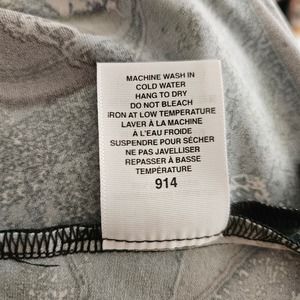 MACHINE WASH IN
COLD WATER
HANG TO DRY
DO NOT BLEACH
IRON AT LOW TEMPERATURE
LAVER À LA MACHINE
À L'EAU FROIDE
SUSPENDRE POUR SÉCHER
NE PAS JAVELLISER
REPASSER À BASSE
TEMPÉRATURE
914